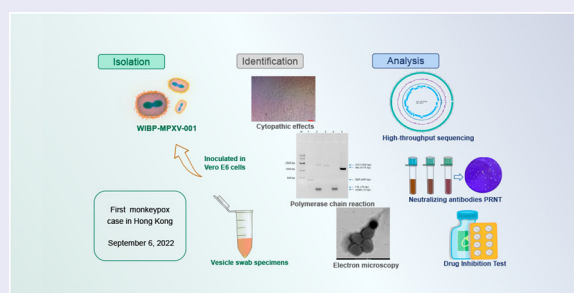 Isolation
WIBP-MPXV-001
Inoculated in
Vero E6 cells
First monkeypox
case in Hong Kong
September 6, 2022
Vesicle swab specimens
Identification
Cytopathic effects
Polymerase chain reaction
Electron microscopy
Analysis
High-throughput sequencing
Neutralizing antibodies PRNT
Drug Inhibition Test